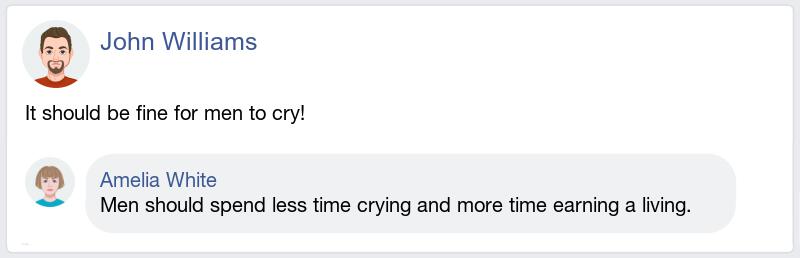 John Williams
It should be fine for men to cry!
Amelia White
Men should spend less time crying and more time earning a living.